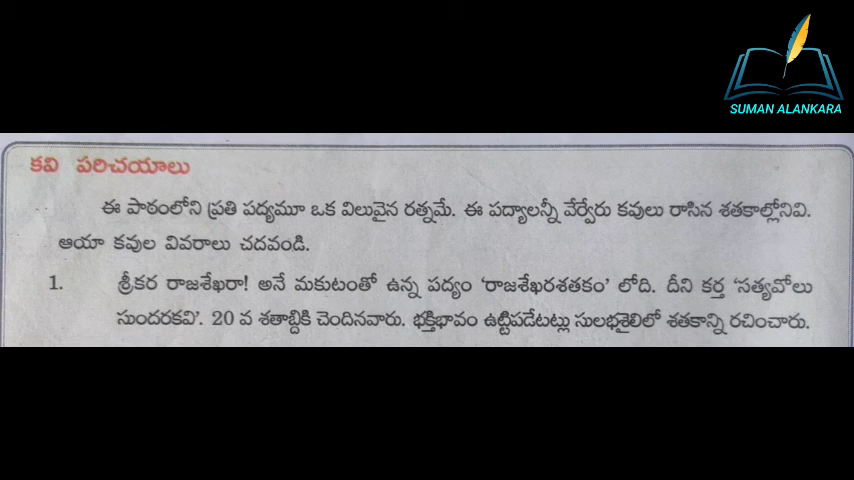 SUMAN ALANKARA
కవి పరిచయాలు
ఈ పాఠంలోని ప్రతి పద్యమూ ఒక విలువైన రత్నమే. ఈ పద్యాలన్నీ వేర్వేరు కవులు రాసిన శతకాల్లోనివి.
ఆయా కవుల వివరాలు చదవండి.
1. శ్రీకర రాజశేఖరా! అనే మకుటంతో ఉన్న పద్యం ‘రాజశేఖరశతకం’ లోది. దీని కర్త ‘సత్యవోలు
సుందరకవి’. 20 వ శతాబ్దికి చెందినవారు. భక్తిభావం ఉట్టిపడేటట్లు సులభశైలిలో శతకాన్ని రచించారు.